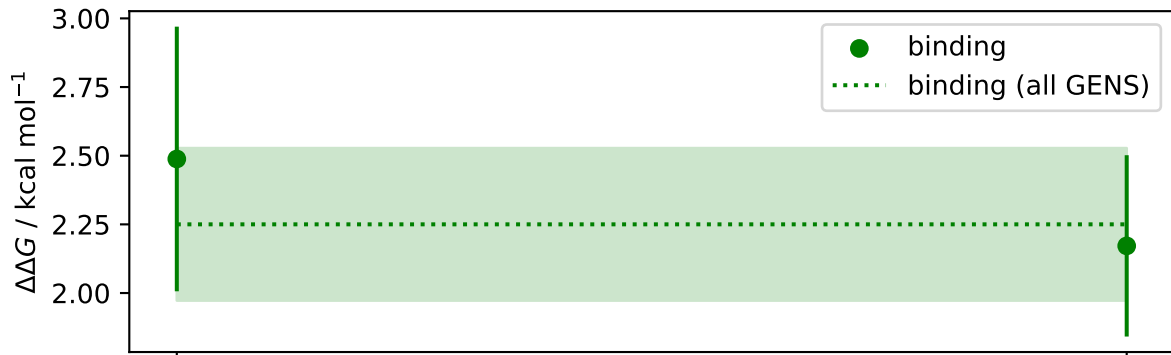 3.00
2.75
2.50
2.25
2.00
ΔΔG / kcal mol⁻¹
binding
binding (all GENS)